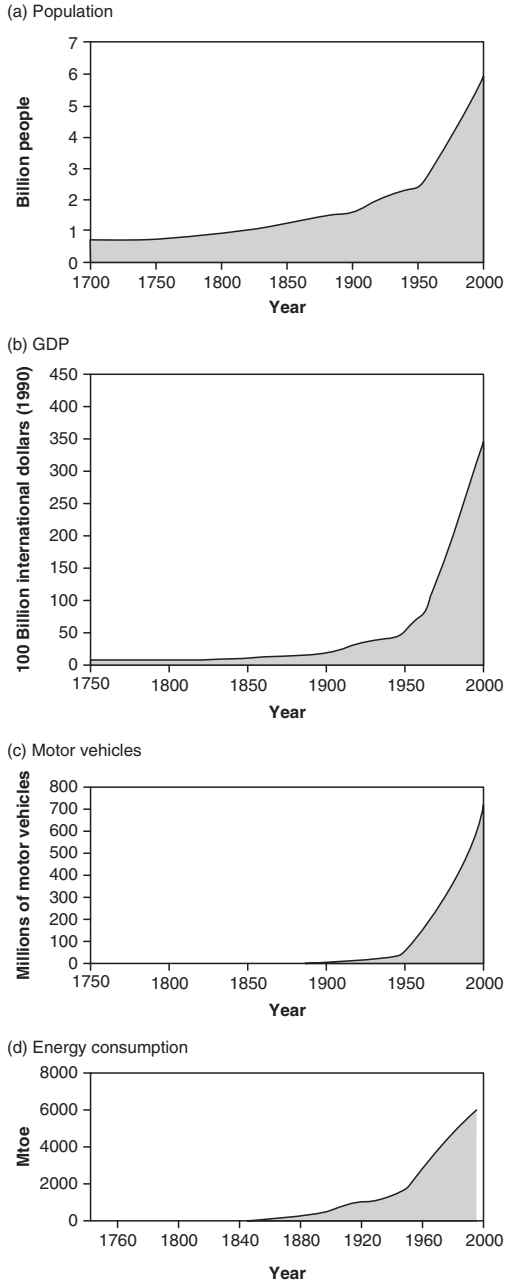 (a) Population
7
6
5
4
3
2
1
0
Billion people
1700 1750 1800 1850 1900 1950 2000
Year
(b) GDP
450
400
350
300
250
200
150
100
50
0
100 Billion international dollars (1990)
1750 1800 1850 1900 1950 2000
Year
(c) Motor vehicles
800
700
600
500
400
300
200
100
0
Millions of motor vehicles
1750 1800 1850 1900 1950 2000
Year
(d) Energy consumption
8000
6000
4000
2000
0
Mtoe
1760 1800 1840 1880 1920 1960 2000
Year